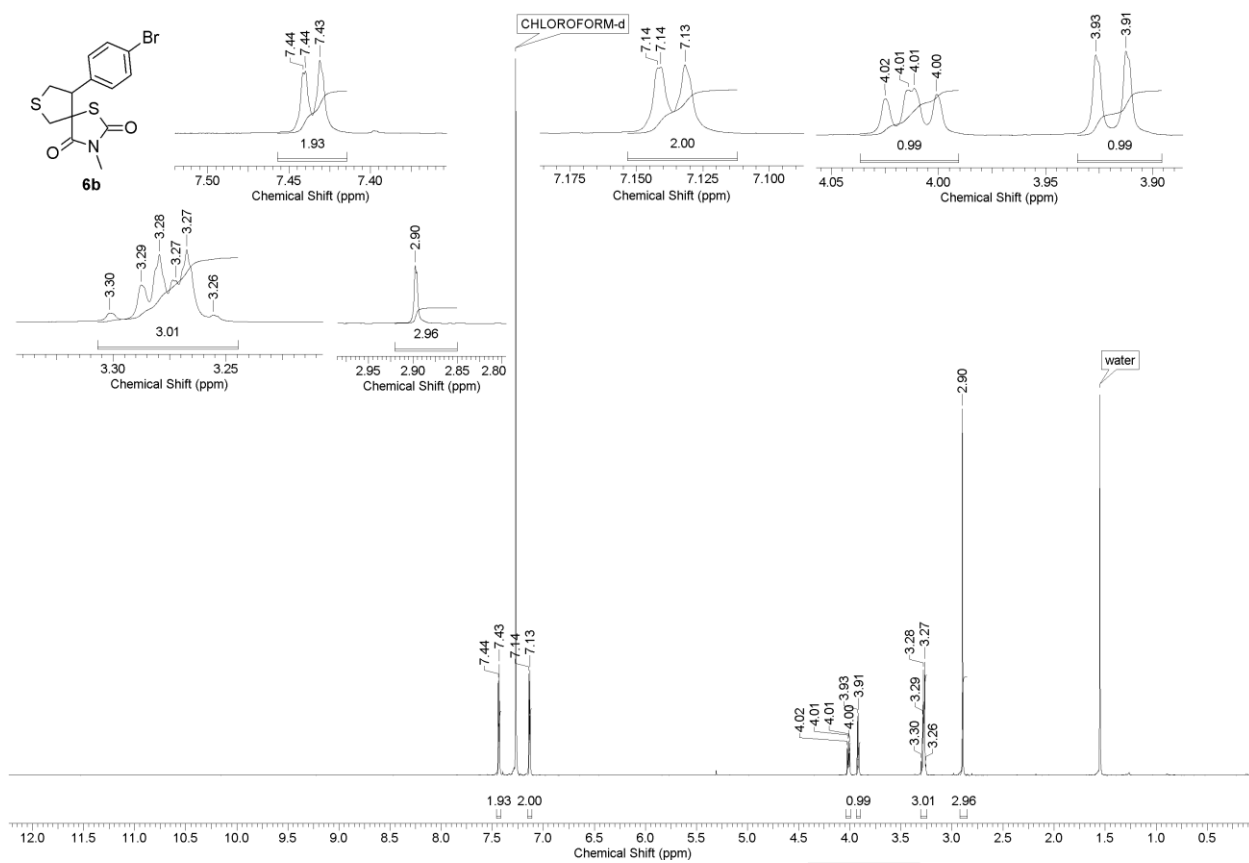 Br
S
S
O
N
O
6b
7.44
7.44
7.43
1.93
7.50 7.45 7.40
Chemical Shift (ppm)
CHLOROFORM-d
7.14
7.14
7.13
2.00
7.175 7.150 7.125 7.100
Chemical Shift (ppm)
4.02
4.01
4.01
4.00
3.93
3.91
0.99
0.99
4.05 4.00 3.95 3.90
Chemical Shift (ppm)
3.30
3.29
3.28
3.27
3.27
3.26
3.01
3.30 3.25
Chemical Shift (ppm)
2.90
2.96
2.95 2.90 2.85 2.80
Chemical Shift (ppm)
water
2.90
7.44
7.43
7.14
7.13
4.02
4.01
4.01
4.00
3.93
3.91
3.30
3.29
3.28
3.27
3.26
1.93 2.00 0.99 3.01 2.96
12.0 11.5 11.0 10.5 10.0 9.5 9.0 8.5 8.0 7.5 7.0 6.5 6.0 5.5 5.0 4.5 4.0 3.5 3.0 2.5 2.0 1.5 1.0 0.5
Chemical Shift (ppm)